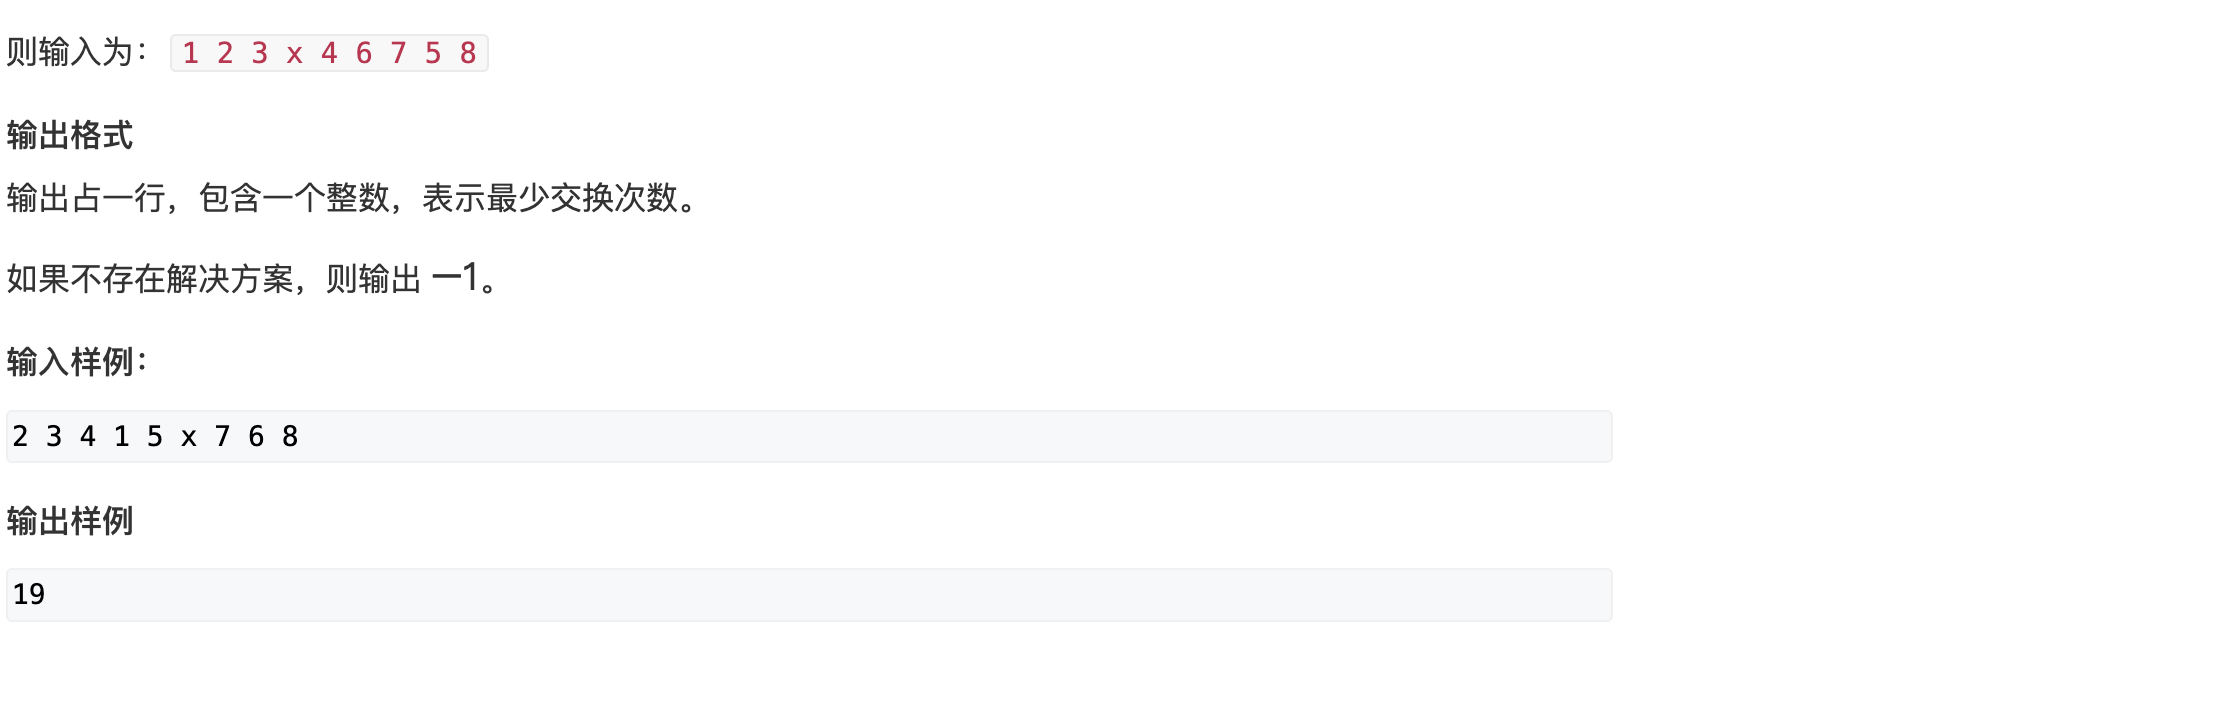 则输入为：1 2 3 x 4 6 7 5 8
输出格式
输出占一行，包含一个整数，表示最少交换次数。
如果不存在解决方案，则输出 −1。
输入样例：
2 3 4 1 5 x 7 6 8
输出样例
19